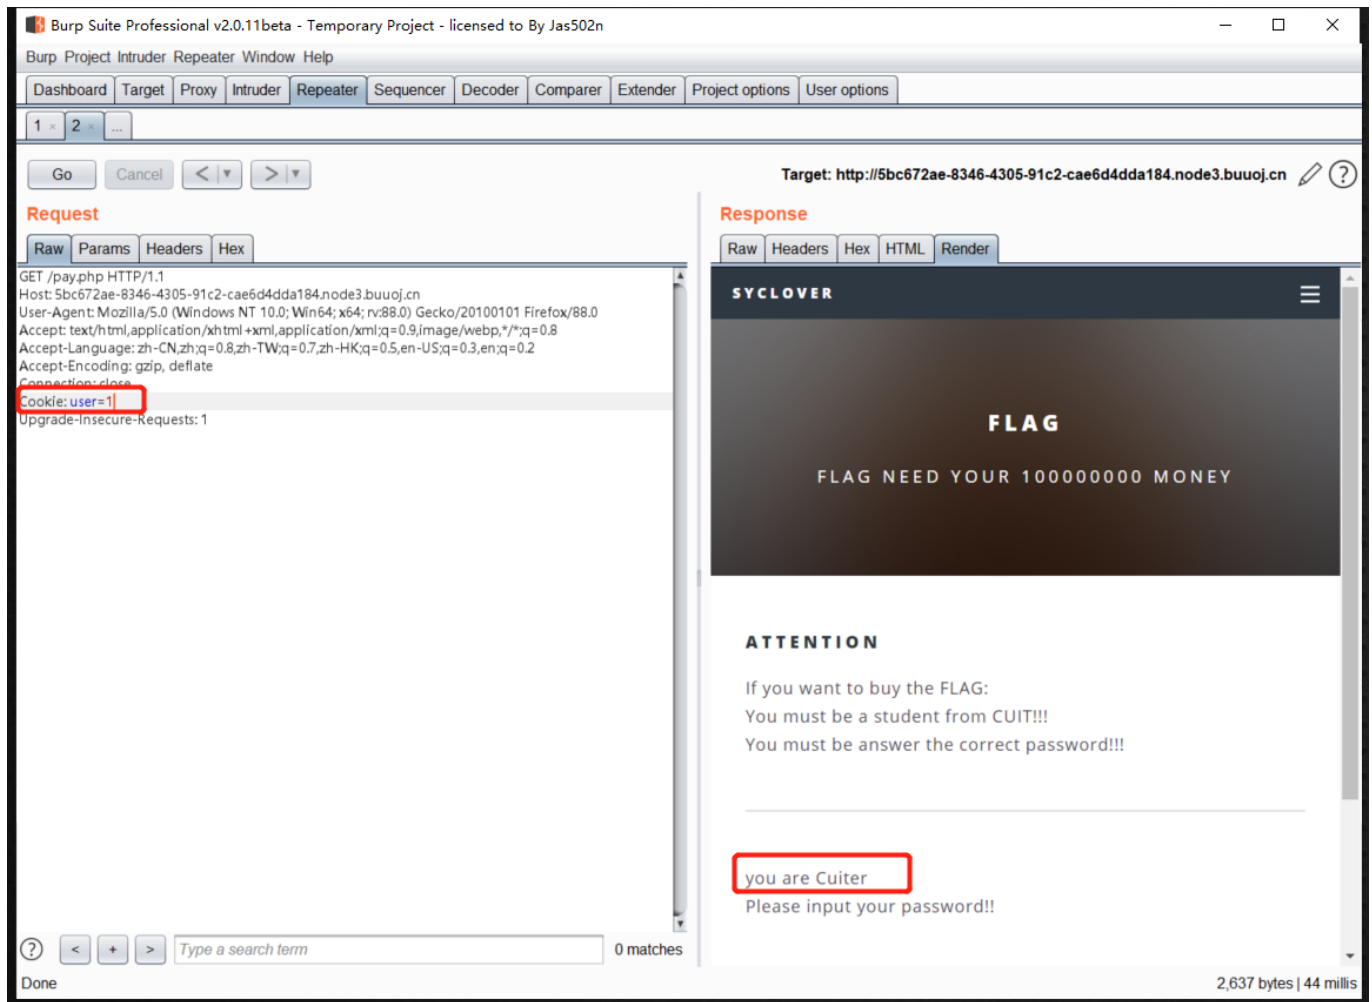 Burp Suite Professional v2.0.11beta - Temporary Project - licensed to By Jas502n
Burp Project Intruder Repeater Window Help
Dashboard Target Proxy Intruder Repeater Sequencer Decoder Comparer Extender Project options User options
1 × 2 × ...
Go Cancel < > Target: http://5bc672ae-8346-4305-91c2-cae6d4dda184.node3.buuoj.cn ?
Request
Raw Params Headers Hex
GET /pay.php HTTP/1.1
Host: 5bc672ae-8346-4305-91c2-cae6d4dda184.node3.buuoj.cn
User-Agent: Mozilla/5.0 (Windows NT 10.0; Win64; x64; rv:88.0) Gecko/20100101 Firefox/88.0
Accept: text/html,application/xhtml+xml,application/xml;q=0.9,image/webp,*/*;q=0.8
Accept-Language: zh-CN,zh;q=0.8,zh-TW;q=0.7,zh-HK;q=0.5,en-US;q=0.3,en;q=0.2
Accept-Encoding: gzip, deflate
Connection: close
Cookie: user=1
Upgrade-Insecure-Requests: 1
? < + > Type a search term 0 matches
Response
Raw Headers Hex HTML Render
SYCLOVER
FLAG
FLAG NEED YOUR 100000000 MONEY
ATTENTION
If you want to buy the FLAG:
You must be a student from CUIT!!!
You must be answer the correct password!!!
you are Cuiter
Please input your password!!
Done 2,637 bytes | 44 millis